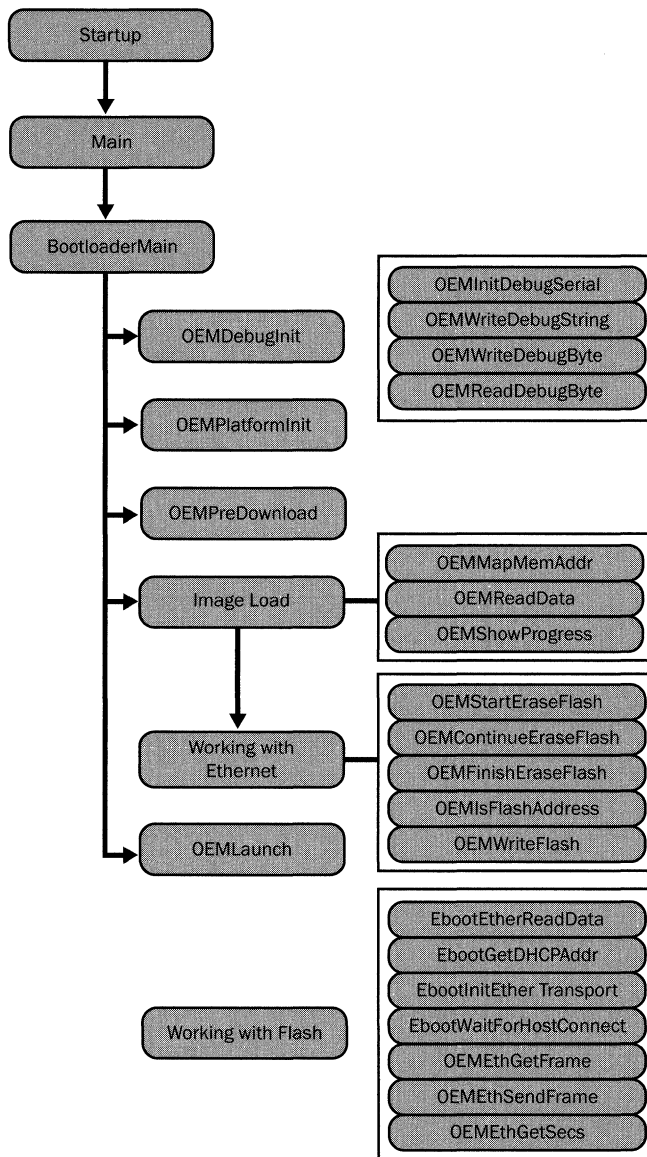 Startup
Main
BootloaderMain
OEMDebugInit
OEMPlatformInit
OEMPreDownload
Image Load
Working with
Ethernet
OEMLaunch
Working with Flash
OEMInitDebugSerial
OEMWriteDebugString
OEMWriteDebugByte
OEMReadDebugByte
OEMMapMemAddr
OEMReadData
OEMShowProgress
OEMStartEraseFlash
OEMContinueEraseFlash
OEMFinishEraseFlash
OEMIsFlashAddress
OEMWriteFlash
EbootEtherReadData
EbootGetDHCPAddr
EbootInitEther Transport
EbootWaitForHostConnect
OEMEthGetFrame
OEMEthSendFrame
OEMEthGetSecs